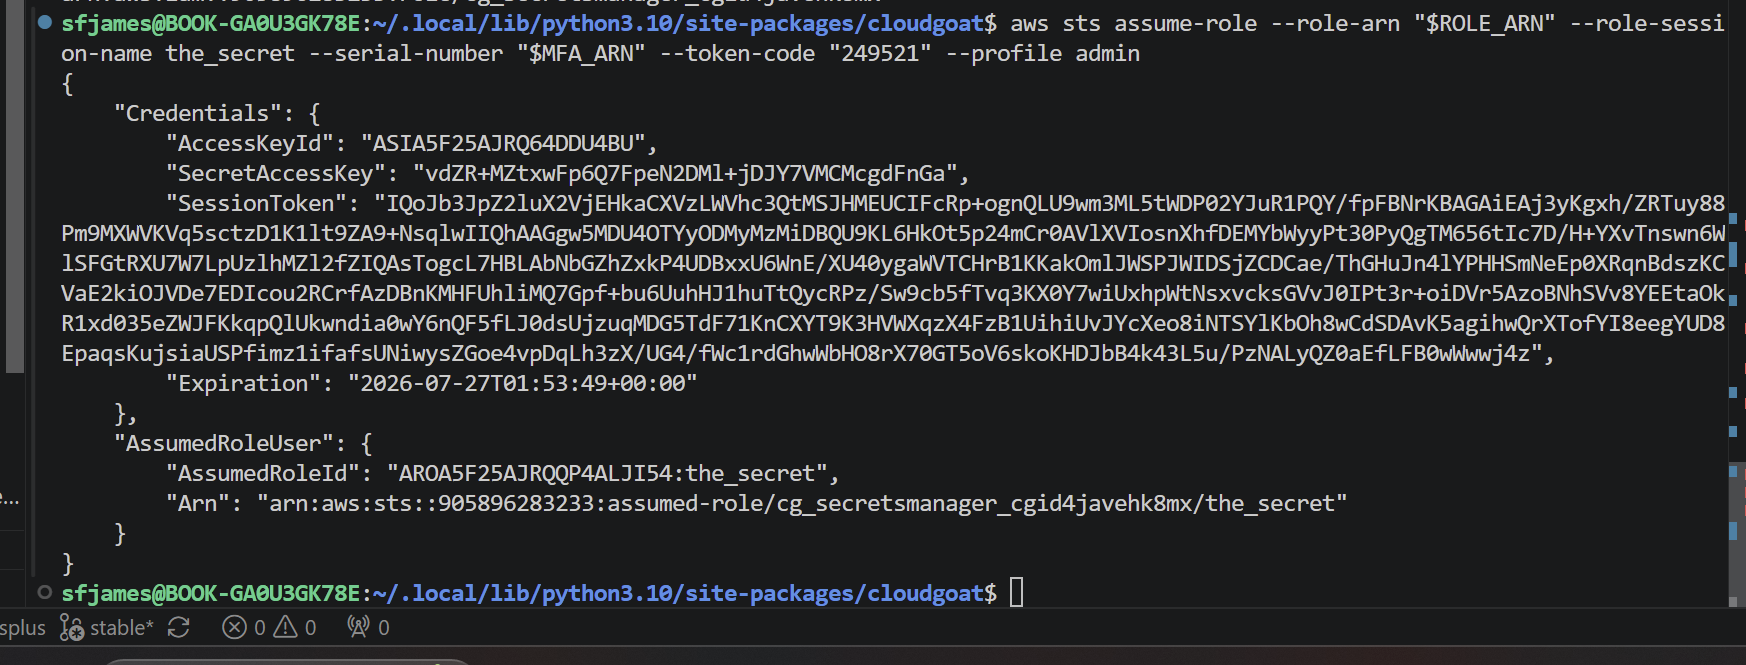 sfjames@BOOK-GA0U3GK78E:~/.local/lib/python3.10/site-packages/cloudgoat$ aws sts assume-role --role-arn "$ROLE_ARN" --role-sessi
on-name the_secret --serial-number "$MFA_ARN" --token-code "249521" --profile admin
{
    "Credentials": {
        "AccessKeyId": "ASIA5F25AJRQ64DDU4BU",
        "SecretAccessKey": "vdZR+MZtxwFp6Q7FpeN2DMl+jDJY7VMCMcgdFnGa",
        "SessionToken": "IQoJb3JpZ2luX2VjEHkaCXVzLWVhc3QtMSJHMEUCIFcRp+ognQLU9wm3ML5tWDP02YJuR1PQY/fpFBNrKBAGAiEAj3yKgxh/ZRTuy88
Pm9MXWVKVq5sctzD1K1lt9ZA9+NsqlwIIQhAAGgw5MDU4OTYyODMyMzMiDBQU9KL6HkOt5p24mCr0AVlXVIosnXhfDEMYbWyyPt30PyQgTM656tIc7D/H+YXvTnswn6W
lSFGtRXU7W7LpUzlhMZl2fZIQAsTogcL7HBLAbNbGZhZxkP4UDBxxU6WnE/XU40ygaWVTCHrB1KKakOmlJWSPJWIDSjZCDCae/ThGHuJn4lYPHHSmNeEp0XRqnBdszKC
VaE2kiOJVDe7EDIcou2RCrfAzDBnKMHFUhliMQ7Gpf+bu6UuhHJ1huTtQycRPz/Sw9cb5fTvq3KX0Y7wiUxhpWtNsxvcksGVvJ0IPt3r+oiDVr5AzoBNhSVv8YEEtaOk
R1xd035eZWJFKkqpQlUkwndia0wY6nQF5fLJ0dsUjzuqMDG5TdF71KnCXYT9K3HVWXqzX4FzB1UihiUvJYcXeo8iNTSYlKbOh8wCdSDAvK5agihwQrXTofYI8eegYUD8
EpaqsKujsiaUSPfimz1ifafsUNiwysZGoe4vpDqLh3zX/UG4/fWc1rdGhwWbHO8rX70GT5oV6skoKHDJbB4k43L5u/PzNALyQZ0aEfLFB0wWwwj4z",
        "Expiration": "2026-07-27T01:53:49+00:00"
    },
    "AssumedRoleUser": {
        "AssumedRoleId": "AROA5F25AJRQQP4ALJI54:the_secret",
        "Arn": "arn:aws:sts::905896283233:assumed-role/cg_secretsmanager_cgid4javehk8mx/the_secret"
    }
}
sfjames@BOOK-GA0U3GK78E:~/.local/lib/python3.10/site-packages/cloudgoat$
splus stable* 0 0 0